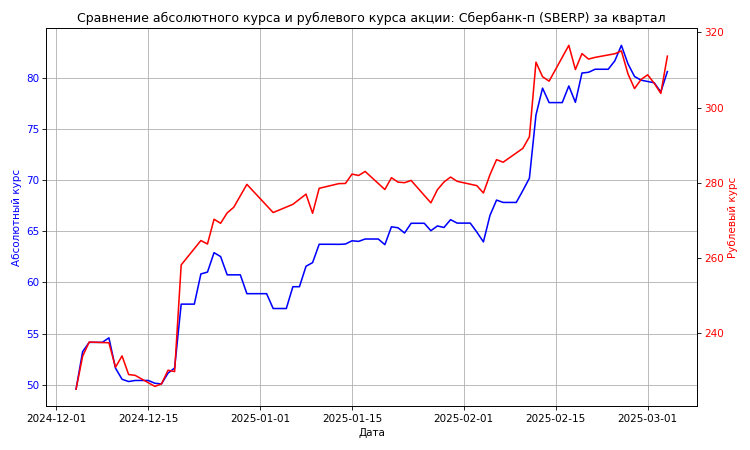 Сравнение абсолютного курса и рублевого курса акции: Сбербанк-п (SBERP) за квартал
Абсолютный курс
80
75
70
65
60
55
50
320
300
280
260
240
Рублевый курс
2024-12-01 2024-12-15 2025-01-01 2025-01-15 2025-02-01 2025-02-15 2025-03-01
Дата